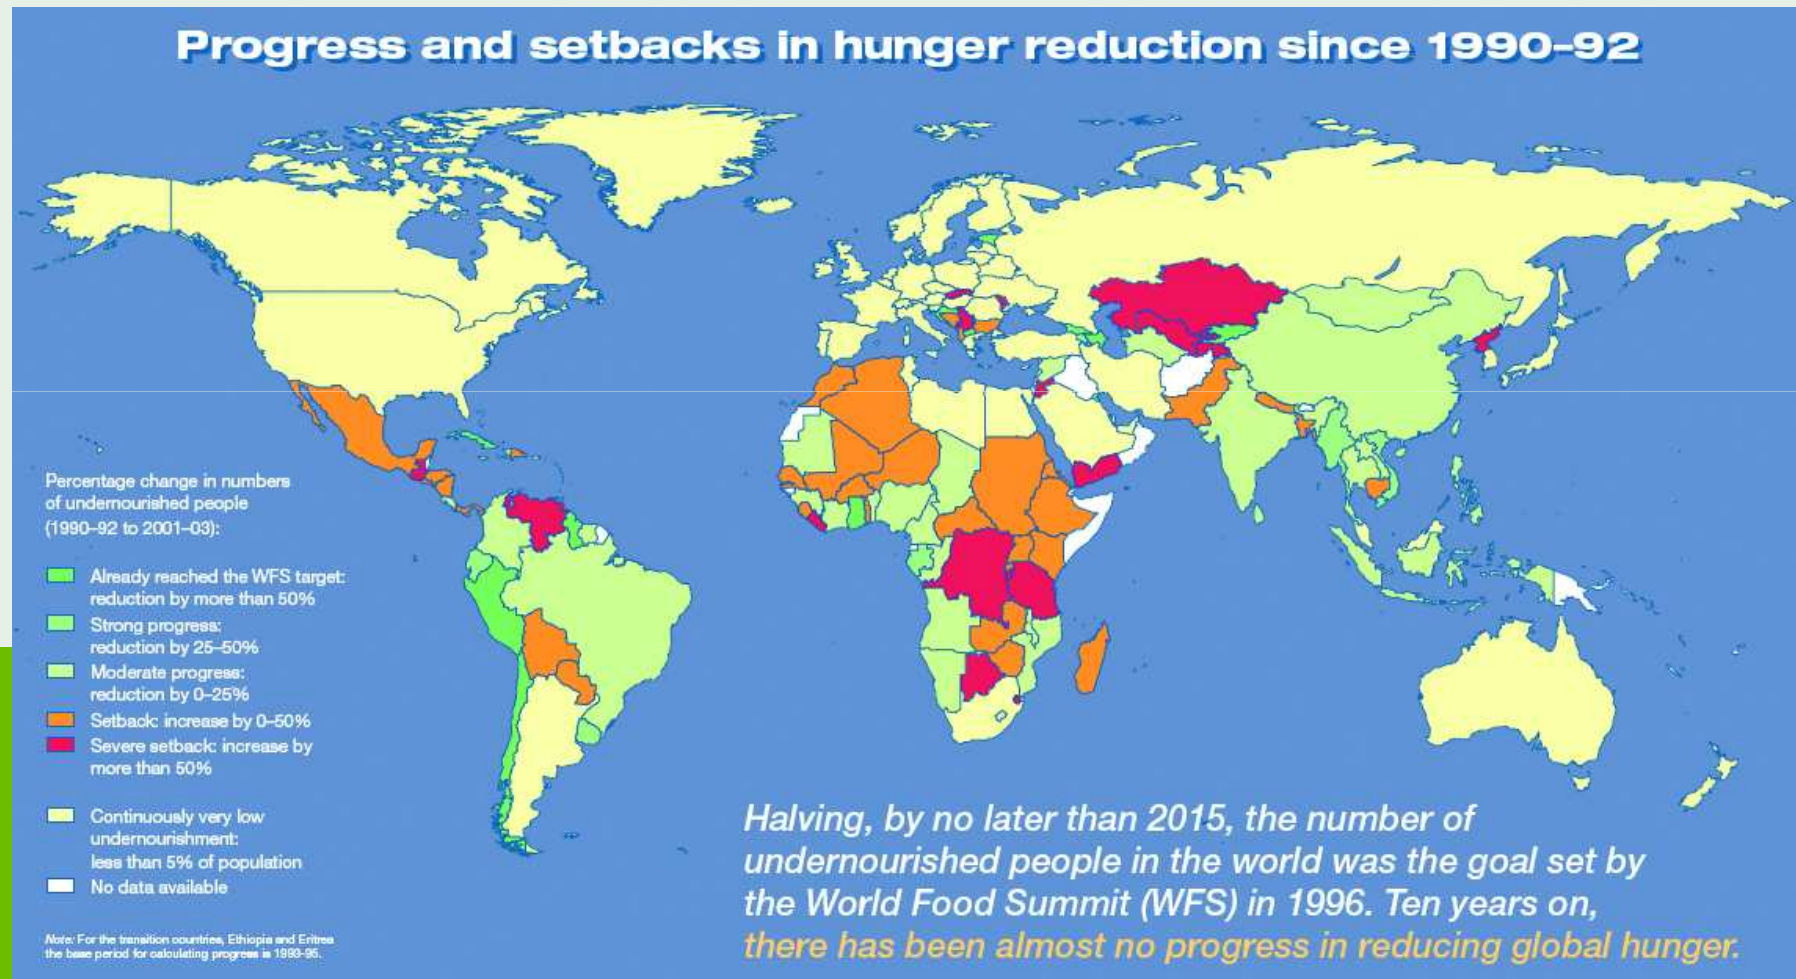 Progress and setbacks in hunger reduction since 1990–92
Percentage change in numbers
of undernourished people
(1990–92 to 2001–03):
Already reached the WFS target:
reduction by more than 50%
Strong progress:
reduction by 25–50%
Moderate progress:
reduction by 0–25%
Setback: increase by 0–50%
Severe setback: increase by
more than 50%
Continuously very low
undernourishment:
less than 5% of population
No data available
Note: For the transition countries, Ethiopia and Eritrea
the base period for calculating progress is 1993-95.
Halving, by no later than 2015, the number of
undernourished people in the world was the goal set by
the World Food Summit (WFS) in 1996. Ten years on,
there has been almost no progress in reducing global hunger.